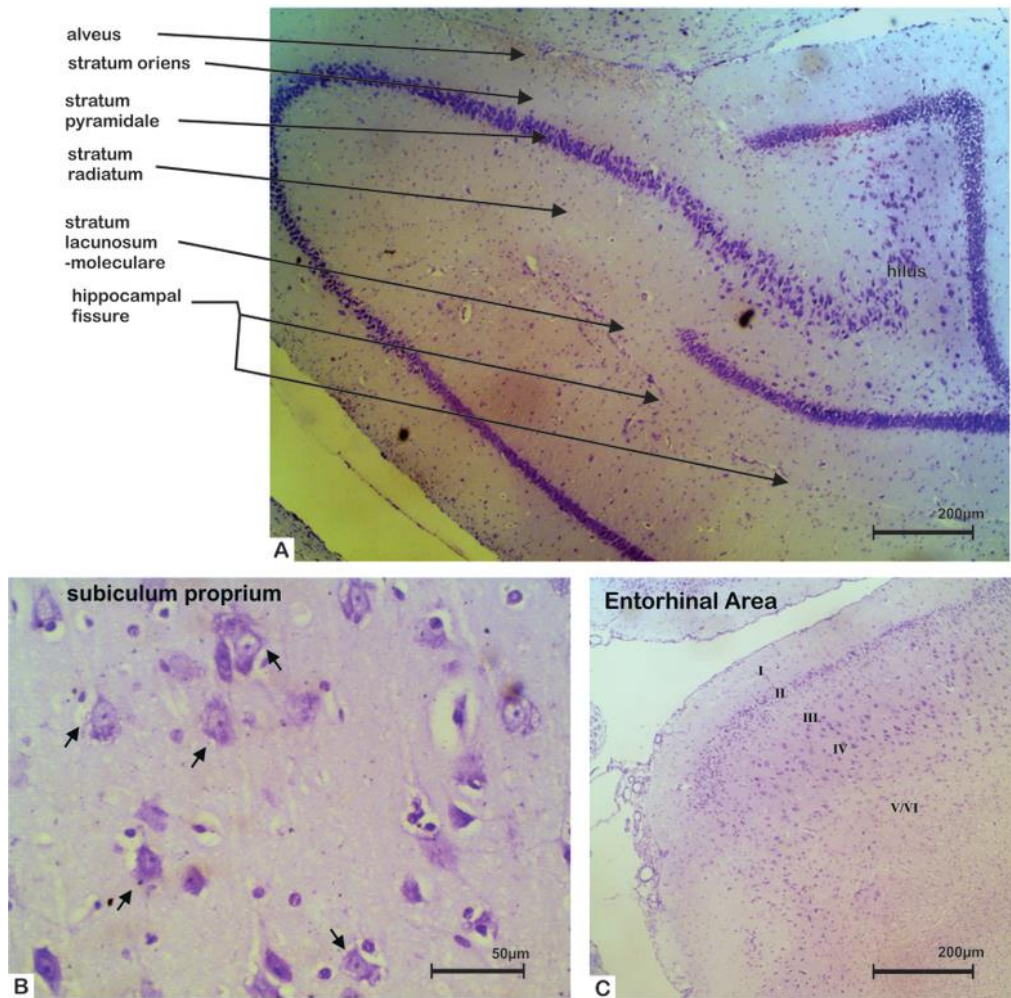 alveus
stratum oriens
stratum
pyramidale
stratum
radiatum
stratum
lacunosum
-moleculare
hippocampal
fissure
hilus
200µm
A
subiculum proprium
50µm
B
Entorhinal Area
I
II
III
IV
V/VI
200µm
C